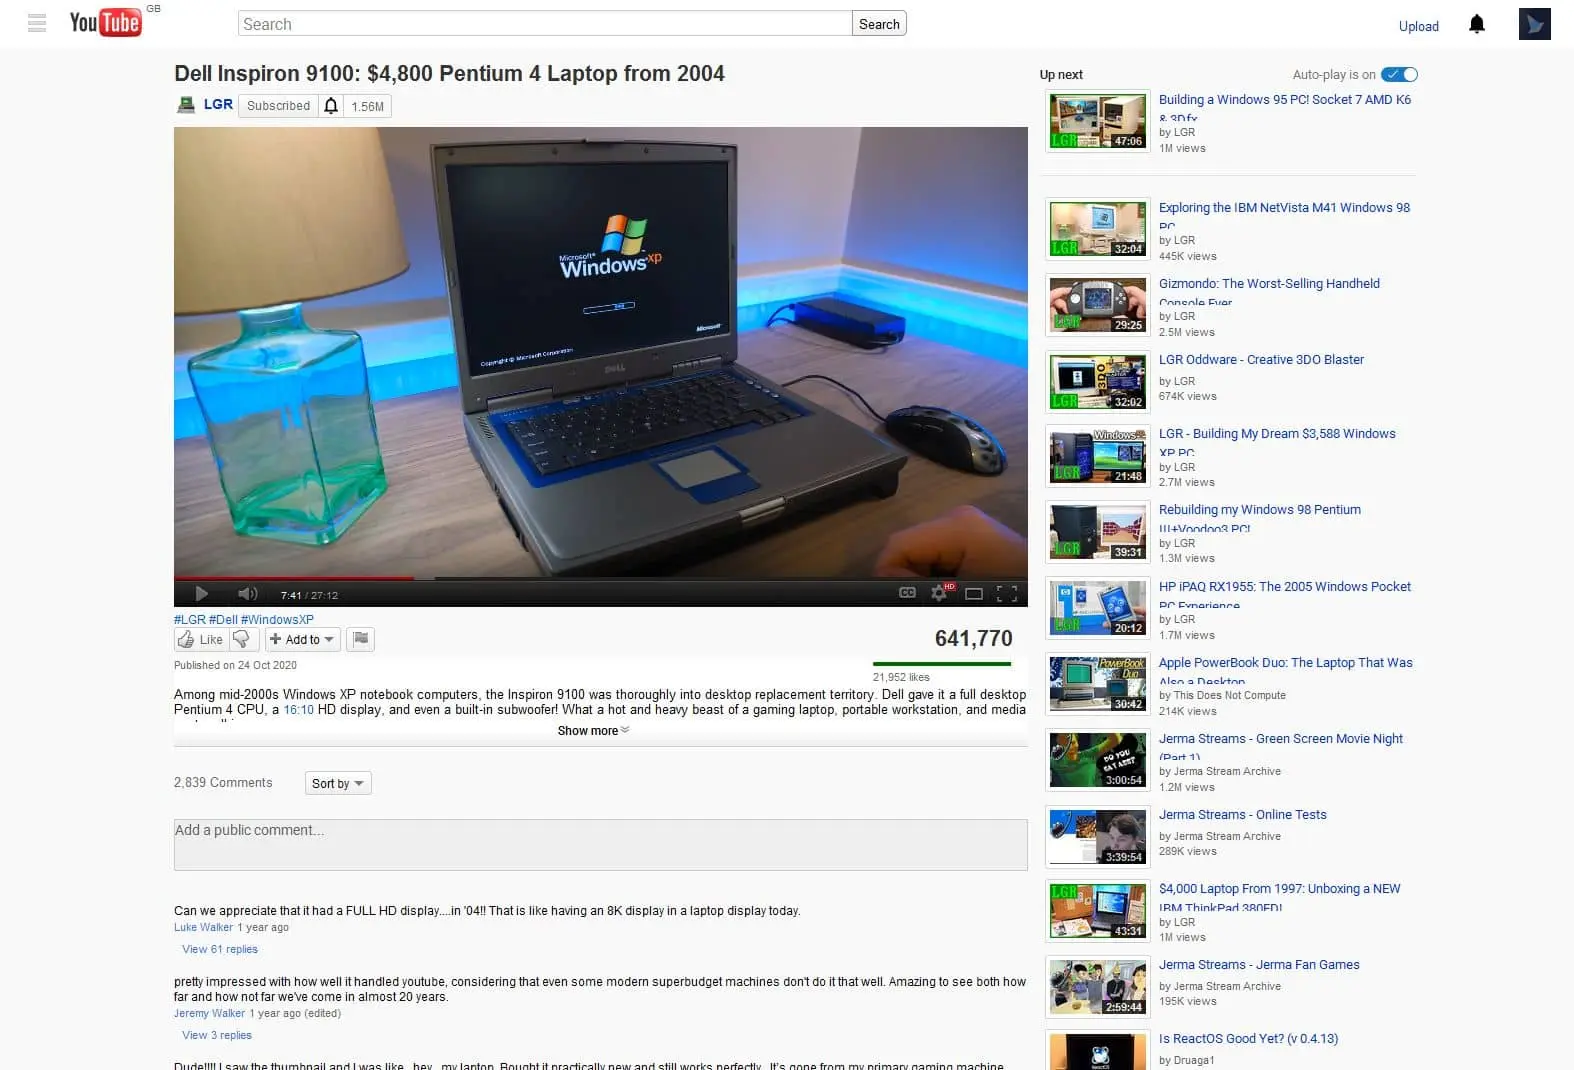 YouTube GB
Search
Search
Upload
Dell Inspiron 9100: $4,800 Pentium 4 Laptop from 2004
LGR Subscribed 1.56M
Microsoft®
Windows xp
Copyright © Microsoft Corporation
Microsoft®
DELL
7:41 / 27:12
CC
HD
#LGR #Dell #WindowsXP
Like
Add to
641,770
Published on 24 Oct 2020
21,952 likes
Among mid-2000s Windows XP notebook computers, the Inspiron 9100 was thoroughly into desktop replacement territory. Dell gave it a full desktop
Pentium 4 CPU, a 16:10 HD display, and even a built-in subwoofer! What a hot and heavy beast of a gaming laptop, portable workstation, and media
Show more
2,839 Comments
Sort by
Add a public comment...
Can we appreciate that it had a FULL HD display....in '04!! That is like having an 8K display in a laptop display today.
Luke Walker 1 year ago
View 61 replies
pretty impressed with how well it handled youtube, considering that even some modern superbudget machines don't do it that well. Amazing to see both how
far and how not far we've come in almost 20 years.
Jeremy Walker 1 year ago (edited)
View 3 replies
Dude!!!! I saw the thumbnail and I was like.. hey.. my laptop. Bought it practically new and still works perfectly.. It's gone from my primary gaming machine
Up next
Auto-play is on
LGR 47:06
Building a Windows 95 PC! Socket 7 AMD K6
& 3Dfx
by LGR
1M views
LGR 32:04
Exploring the IBM NetVista M41 Windows 98
PC
by LGR
445K views
LGR 29:25
Gizmondo: The Worst-Selling Handheld
Console Ever
by LGR
2.5M views
3DO
LGR 32:02
LGR Oddware - Creative 3DO Blaster
by LGR
674K views
Windows
LGR 21:48
LGR - Building My Dream $3,588 Windows
XP PC
by LGR
2.7M views
LGR 39:31
Rebuilding my Windows 98 Pentium
III+Voodoo3 PC!
by LGR
1.3M views
LGR 20:12
HP iPAQ RX1955: The 2005 Windows Pocket
PC Experience
by LGR
1.7M views
PowerBook
Duo
30:42
Apple PowerBook Duo: The Laptop That Was
Also a Desktop
by This Does Not Compute
214K views
DO YOU
EAT ASS?
3:00:54
Jerma Streams - Green Screen Movie Night
(Part 1)
by Jerma Stream Archive
1.2M views
3:39:54
Jerma Streams - Online Tests
by Jerma Stream Archive
289K views
LGR
43:31
$4,000 Laptop From 1997: Unboxing a NEW
IBM ThinkPad 380ED!
by LGR
1M views
2:59:44
Jerma Streams - Jerma Fan Games
by Jerma Stream Archive
195K views
ReactOS
Is ReactOS Good Yet? (v 0.4.13)
by Druaga1